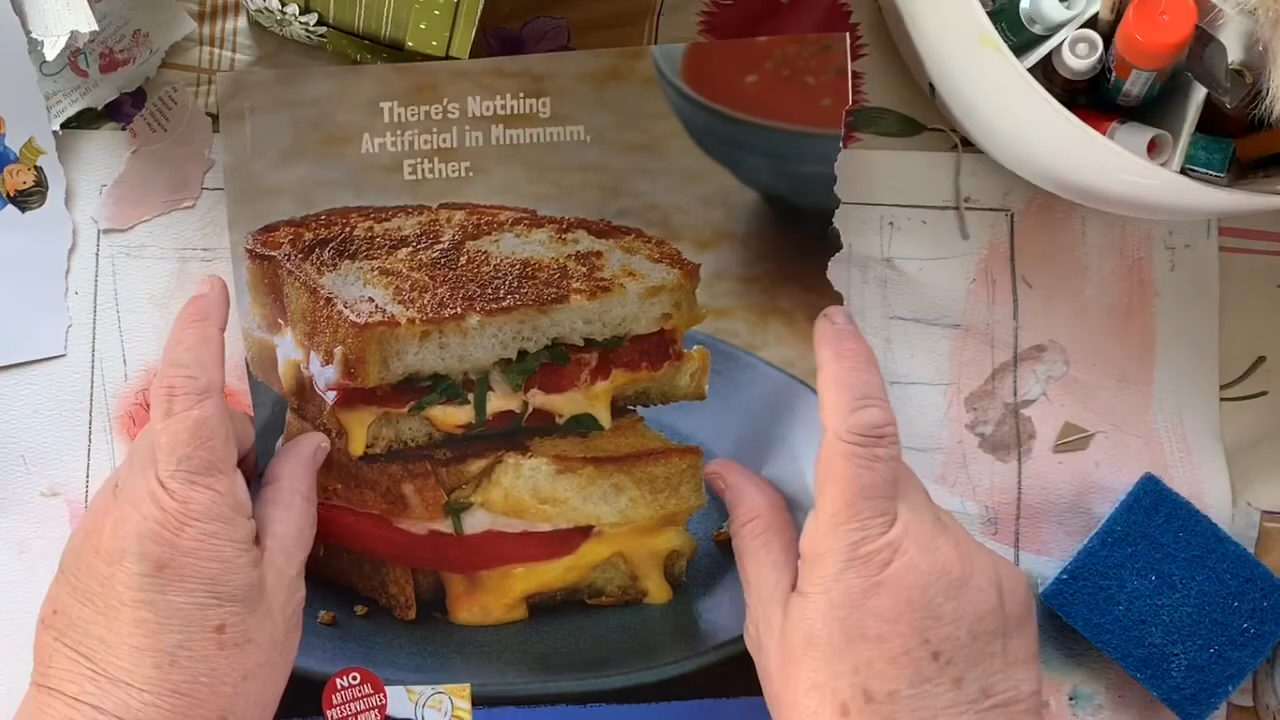 There's Nothing
Artificial in Mmmmm,
Either.
NO
ARTIFICIAL
PRESERVATIVES